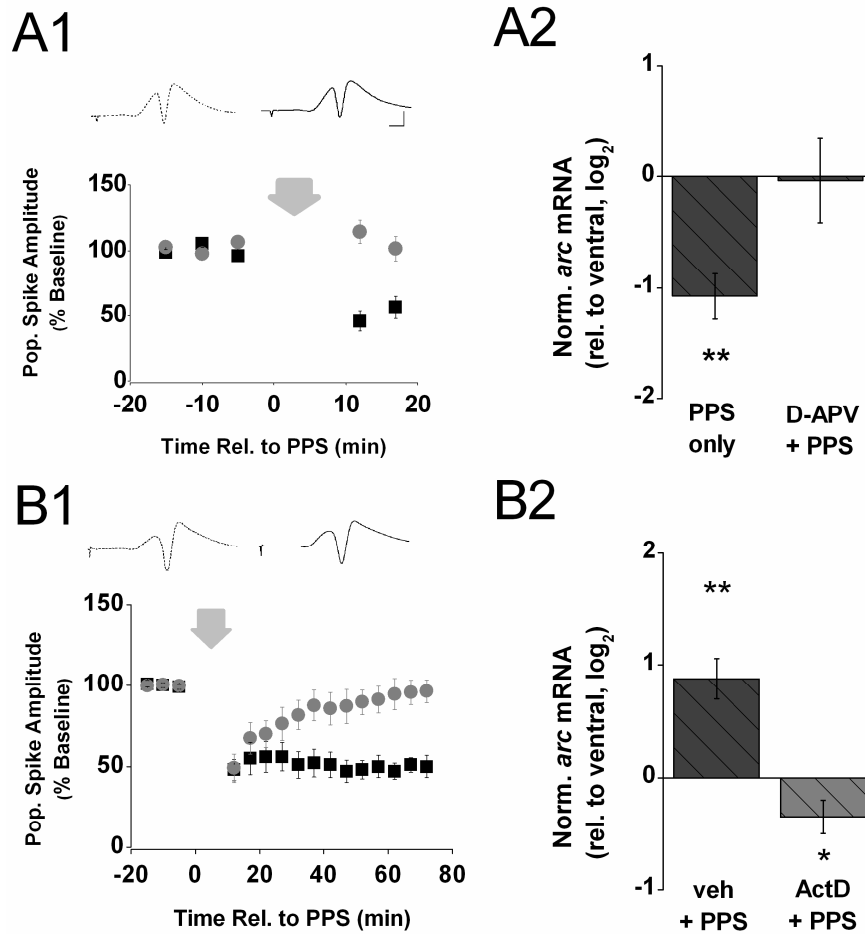 A1
150
100
50
0
Pop. Spike Amplitude
(% Baseline)
-20 -10 0 10 20
Time Rel. to PPS (min)
A2
1
0
-1
-2
Norm. arc mRNA
(rel. to ventral, log2)
**
PPS
only
D-APV
+ PPS
B1
150
100
50
0
Pop. Spike Amplitude
(% Baseline)
-20 0 20 40 60 80
Time Rel. to PPS (min)
B2
2
1
0
-1
Norm. arc mRNA
(rel. to ventral, log2)
**
*
veh
+ PPS
ActD
+ PPS